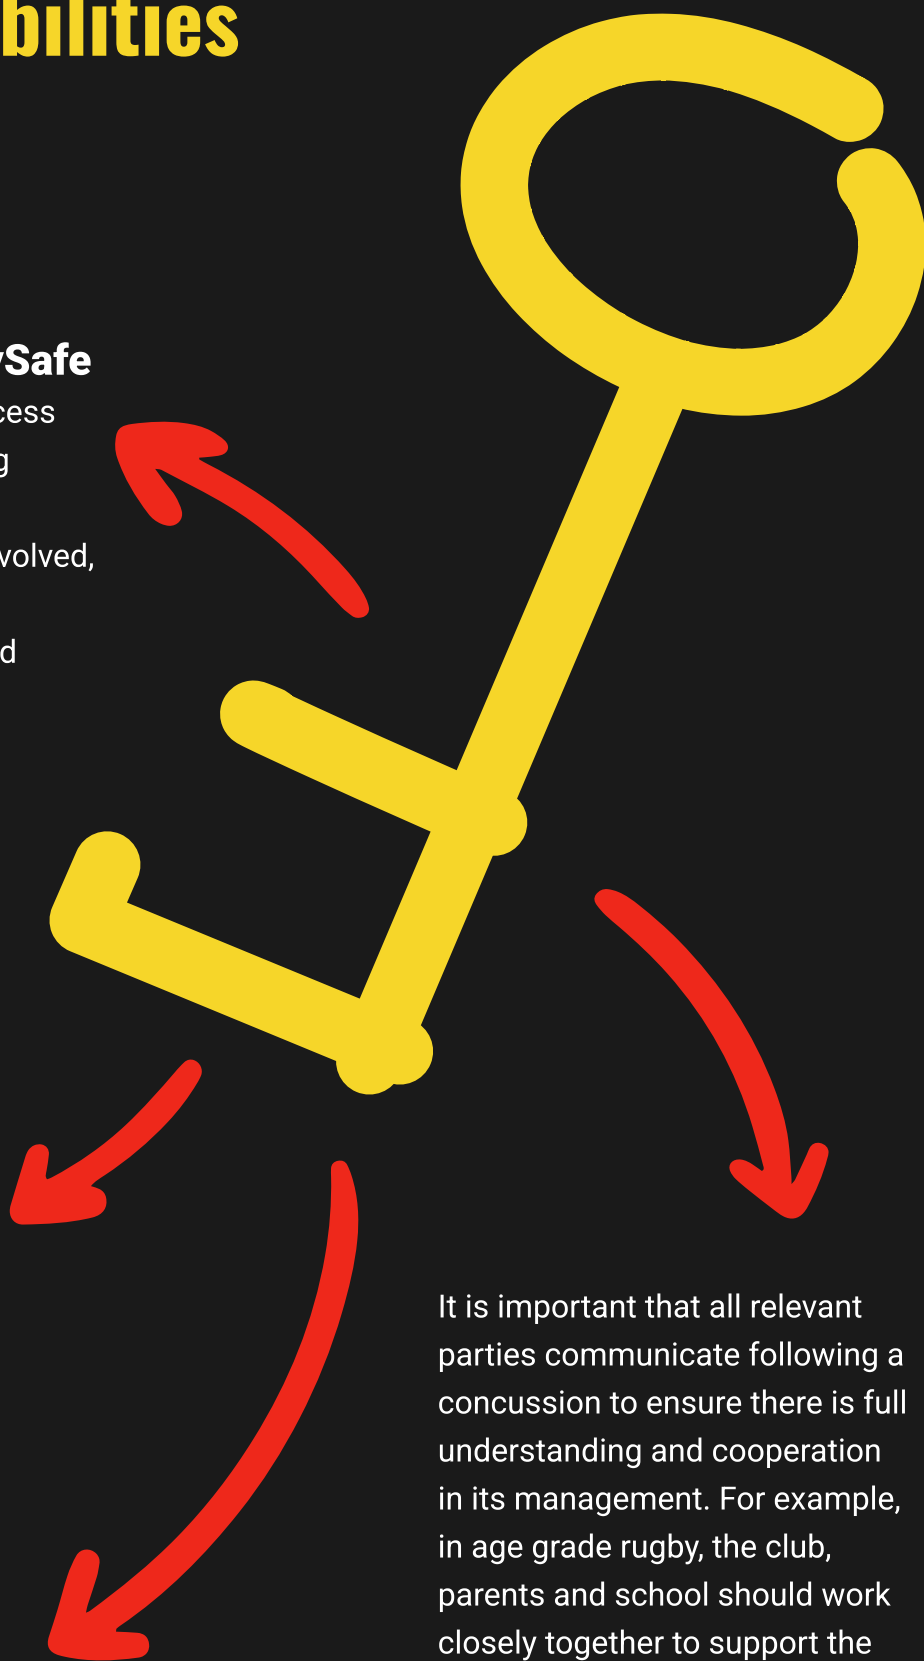 bilities
ySafe
cess
g
volved,
d
It is important that all relevant
parties communicate following a
concussion to ensure there is full
understanding and cooperation
in its management. For example,
in age grade rugby, the club,
parents and school should work
closely together to support the